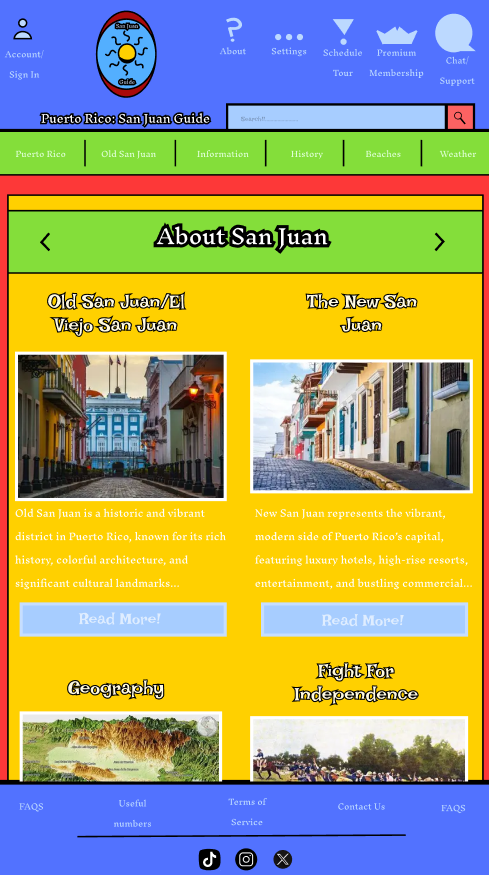 San Juan
Guide
Account/
Sign In
About
Settings
Schedule
Tour
Premium
Membership
Chat/
Support
Puerto Rico: San Juan Guide
Search!!
Puerto Rico
Old San Juan
Information
History
Beaches
Weather
About San Juan
Old San Juan/El
Viejo San Juan
The New San
Juan
Old San Juan is a historic and vibrant
district in Puerto Rico, known for its rich
history, colorful architecture, and
significant cultural landmarks...
New San Juan represents the vibrant,
modern side of Puerto Rico's capital,
featuring luxury hotels, high-rise resorts,
entertainment, and bustling commercial...
Read More!
Read More!
Geography
Fight For
Independence
FAQS
Useful
numbers
Terms of
Service
Contact Us
FAQS